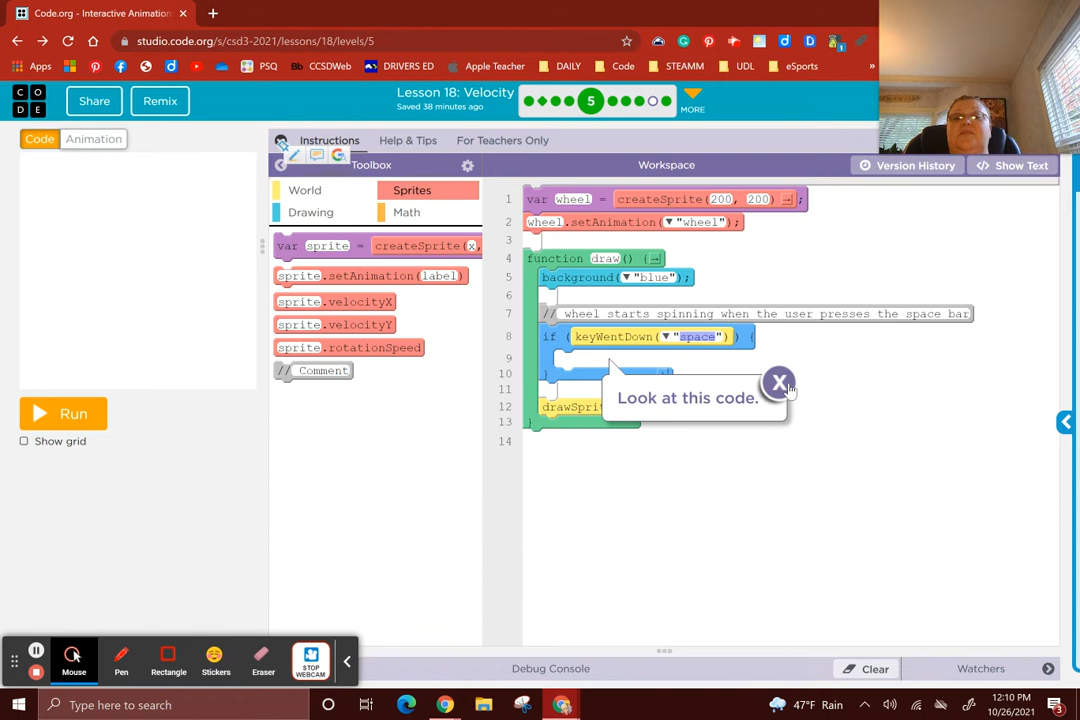 Code.org - Interactive Animation
studio.code.org/s/csd3-2021/lessons/18/levels/5
Apps
PSQ
Bb CCSDWeb
DRIVERS ED
Apple Teacher
DAILY
Code
STEAMM
UDL
eSports
»
C O D E
Share
Remix
Lesson 18: Velocity
Saved 38 minutes ago
5
MORE
Code
Animation
Instructions
Help & Tips
For Teachers Only
Toolbox
Workspace
Version History
</> Show Text
World
Sprites
Drawing
Math
var sprite = createSprite(x,
sprite.setAnimation(label)
sprite.velocityX
sprite.velocityY
sprite.rotationSpeed
// Comment
1 var wheel = createSprite(200, 200);
2 wheel.setAnimation("wheel");
3
4 function draw() {
5 background("blue");
6
7 // wheel starts spinning when the user presses the space bar
8 if (keyWentDown("space")) {
9
10 }
11
12 drawSprit
13 }
14
Look at this code.
X
Run
Show grid
Mouse
Pen
Rectangle
Stickers
Eraser
STOP WEBCAM
Debug Console
Clear
Watchers
Type here to search
47°F Rain
12:10 PM
10/26/2021
3